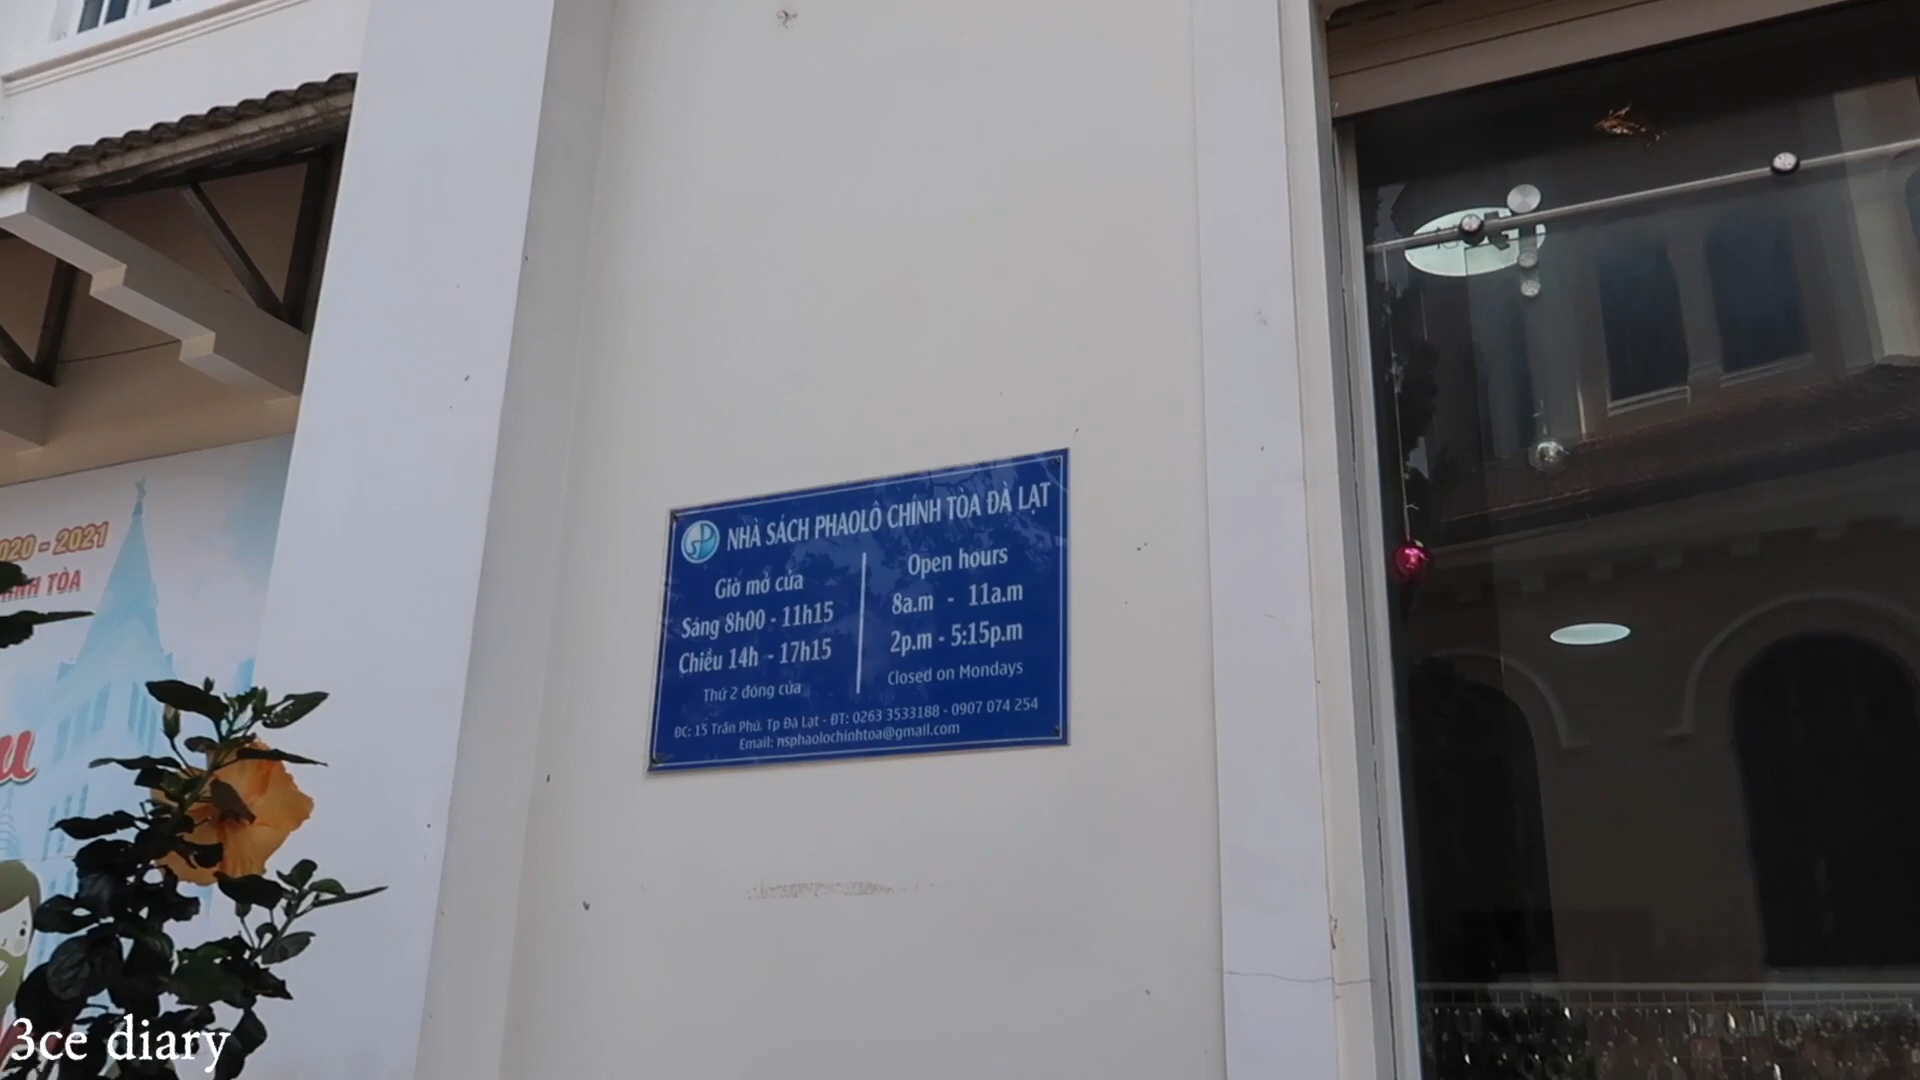 NHÀ SÁCH PHAOLÔ CHÍNH TÒA ĐÀ LẠT
Giờ mở cửa
Sáng 8h00 - 11h15
Chiều 14h - 17h15
Thứ 2 đóng cửa
Open hours
8a.m - 11a.m
2p.m - 5:15p.m
Closed on Mondays
ĐC: 15 Trần Phú. Tp Đà Lạt - ĐT: 0263 3533188 - 0907 074 254
Email: nsphaolochinhtoa@gmail.com
020 - 2021
TÒA
3ce diary